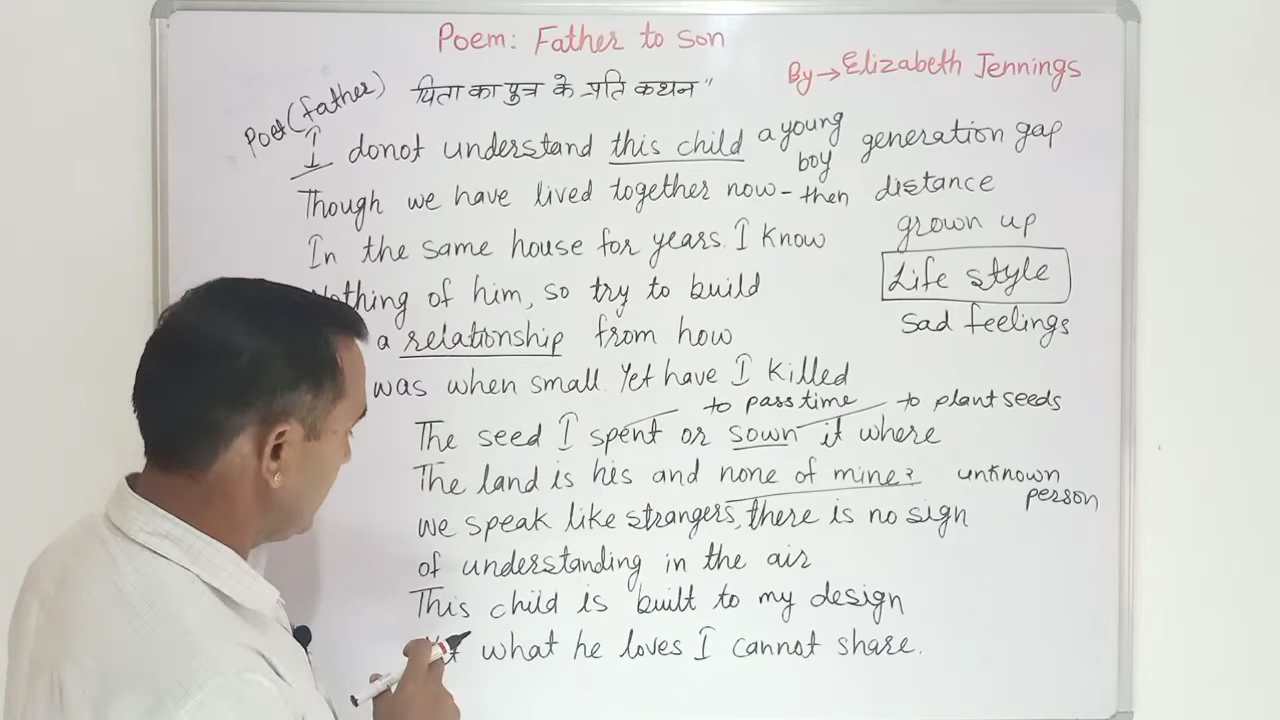 Poem: Father to son
By → Elizabeth Jennings
पिता का पुत्र के प्रति कथन"
Poet (father)
I donot understand this child a young boy generation gap
Though we have lived together now - then distance
In the same house for years. I know grown up
Nothing of him, so try to build Life style
a relationship from how sad feelings
was when small. Yet have I killed
to pass time to plant seeds
The seed I spent or sown it where
The land is his and none of mine? unknown person
we speak like strangers, there is no sign
of understanding in the air
This child is built to my design
what he loves I cannot share.